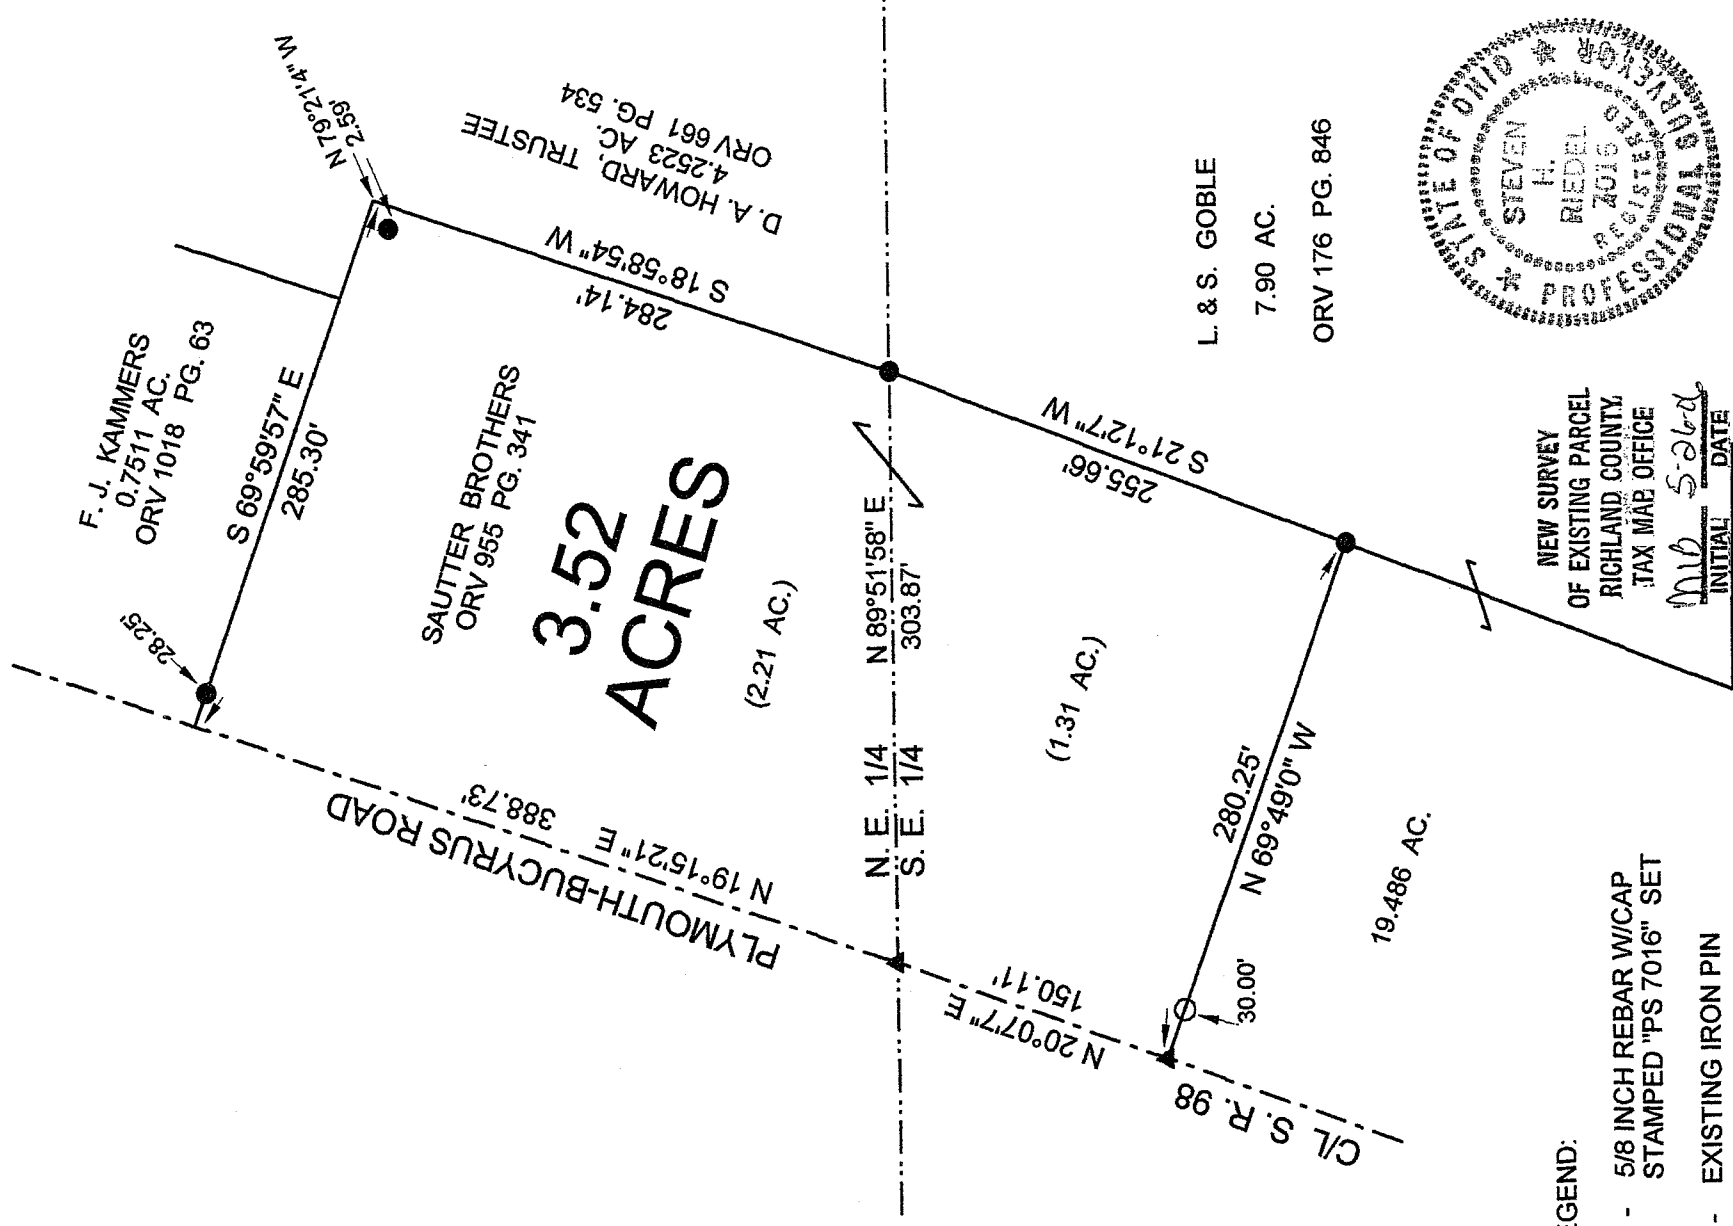 N 79°21'4" W
2.59'
F. J. KAMMERS
0.7511 AC.
ORV 1018 PG. 63
S 69°59'57" E
285.30'
28.25'
D. A. HOWARD, TRUSTEE
4.2523 AC.
ORV 661 PG. 534
S 18°58'54" W
284.14'
SAUTTER BROTHERS
ORV 955 PG. 341
3.52
ACRES
(2.21 AC.)
PLYMOUTH-BUCYRUS ROAD
N 19°15'21" E 388.73'
N. E. 1/4
S. E. 1/4
N 89°51'58" E
303.87'
L. & S. GOBLE
7.90 AC.
ORV 176 PG. 846
S 21°12'7" W
255.66'
(1.31 AC.)
N 20°07'7" E
150.11'
280.25'
N 69°49'0" W
30.00'
19.486 AC.
C/L S. R. 98
STATE OF OHIO
STEVEN
H.
RIEDEL
7016
REGISTERED
PROFESSIONAL SURVEYOR
NEW SURVEY
OF EXISTING PARCEL
RICHLAND COUNTY
TAX MAP OFFICE
INITIAL DATE
GEND:
- 5/8 INCH REBAR W/CAP
STAMPED "PS 7016" SET
- EXISTING IRON PIN